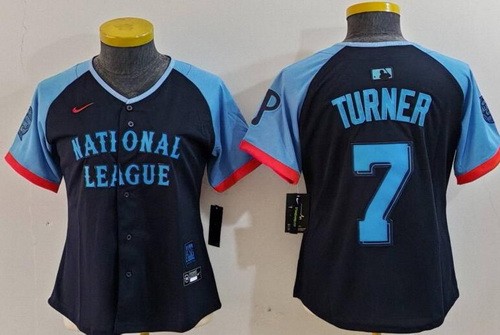 NATIONAL
LEAGUE
P
TURNER
7